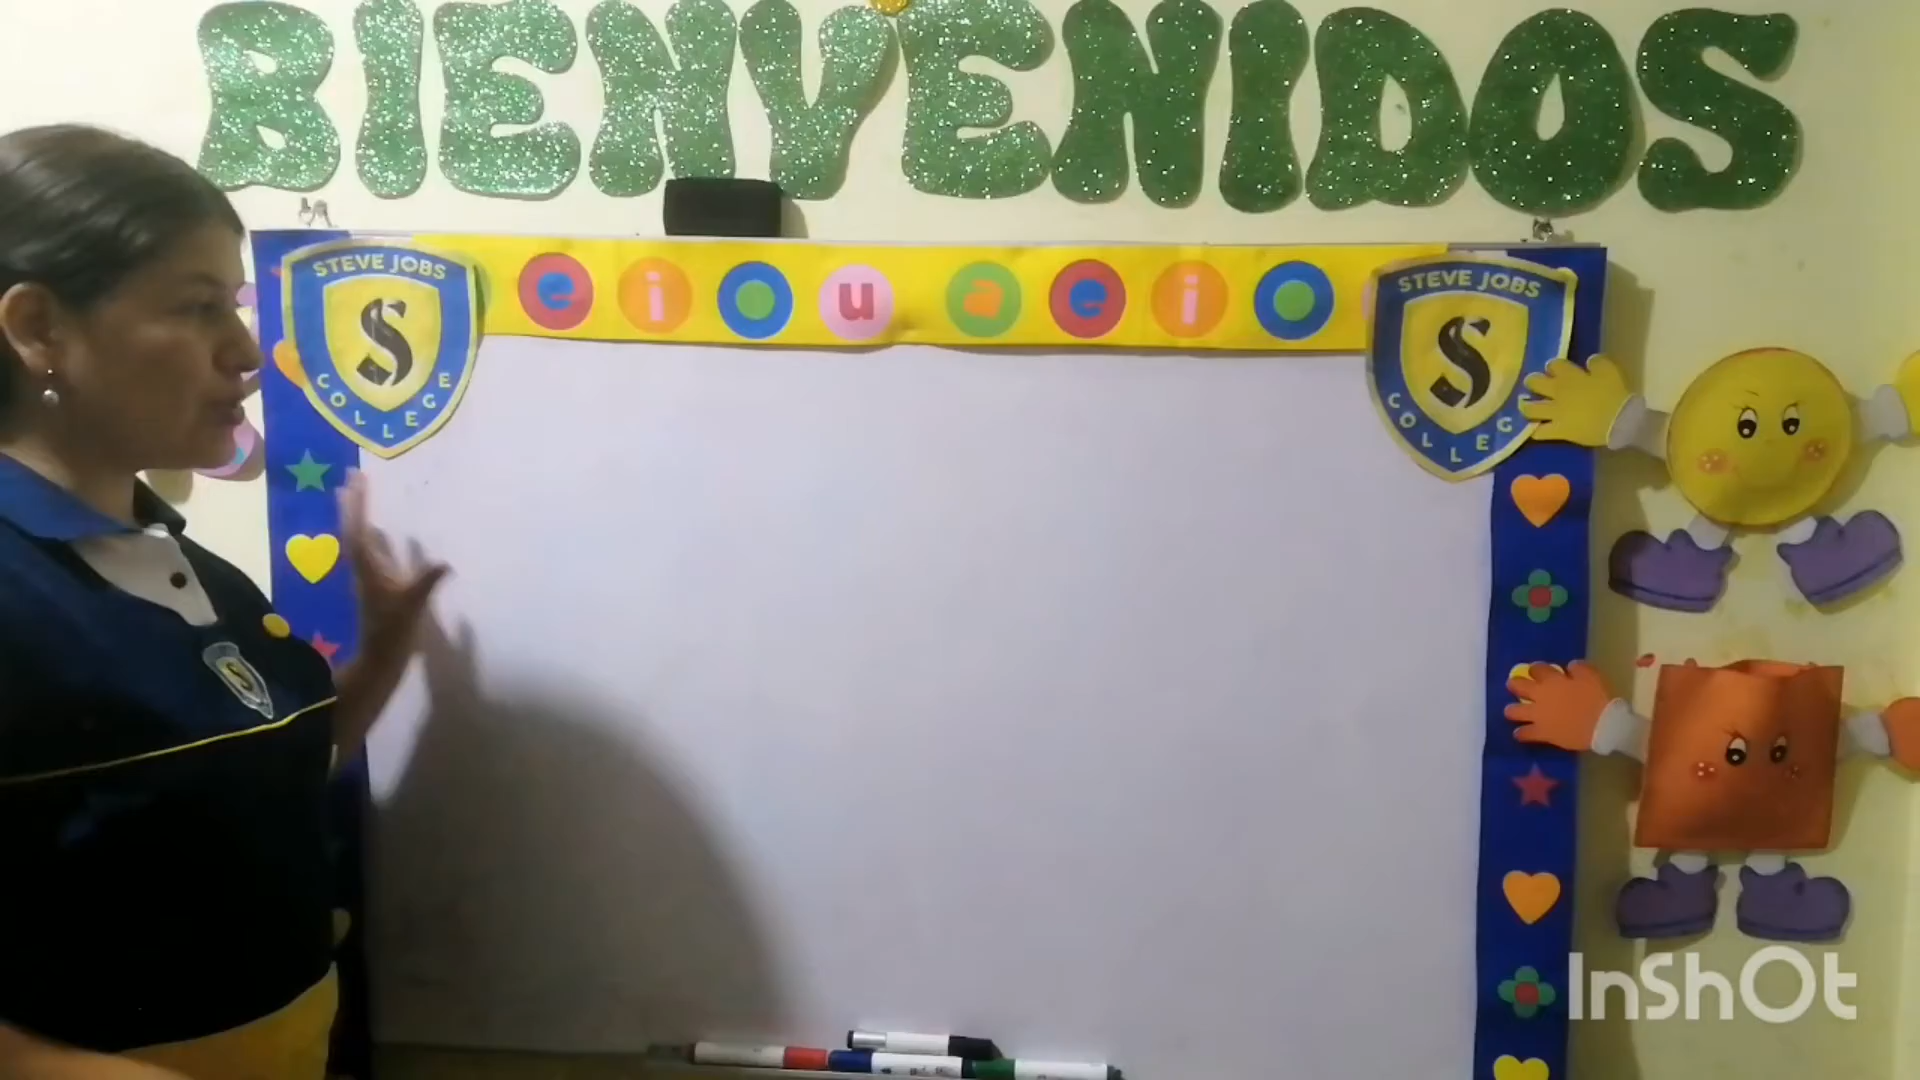 BIENVENIDOS
STEVE JOBS
S
COLLEGE
e i o u a e i o
STEVE JOBS
S
COLLEGE
S
InShOt